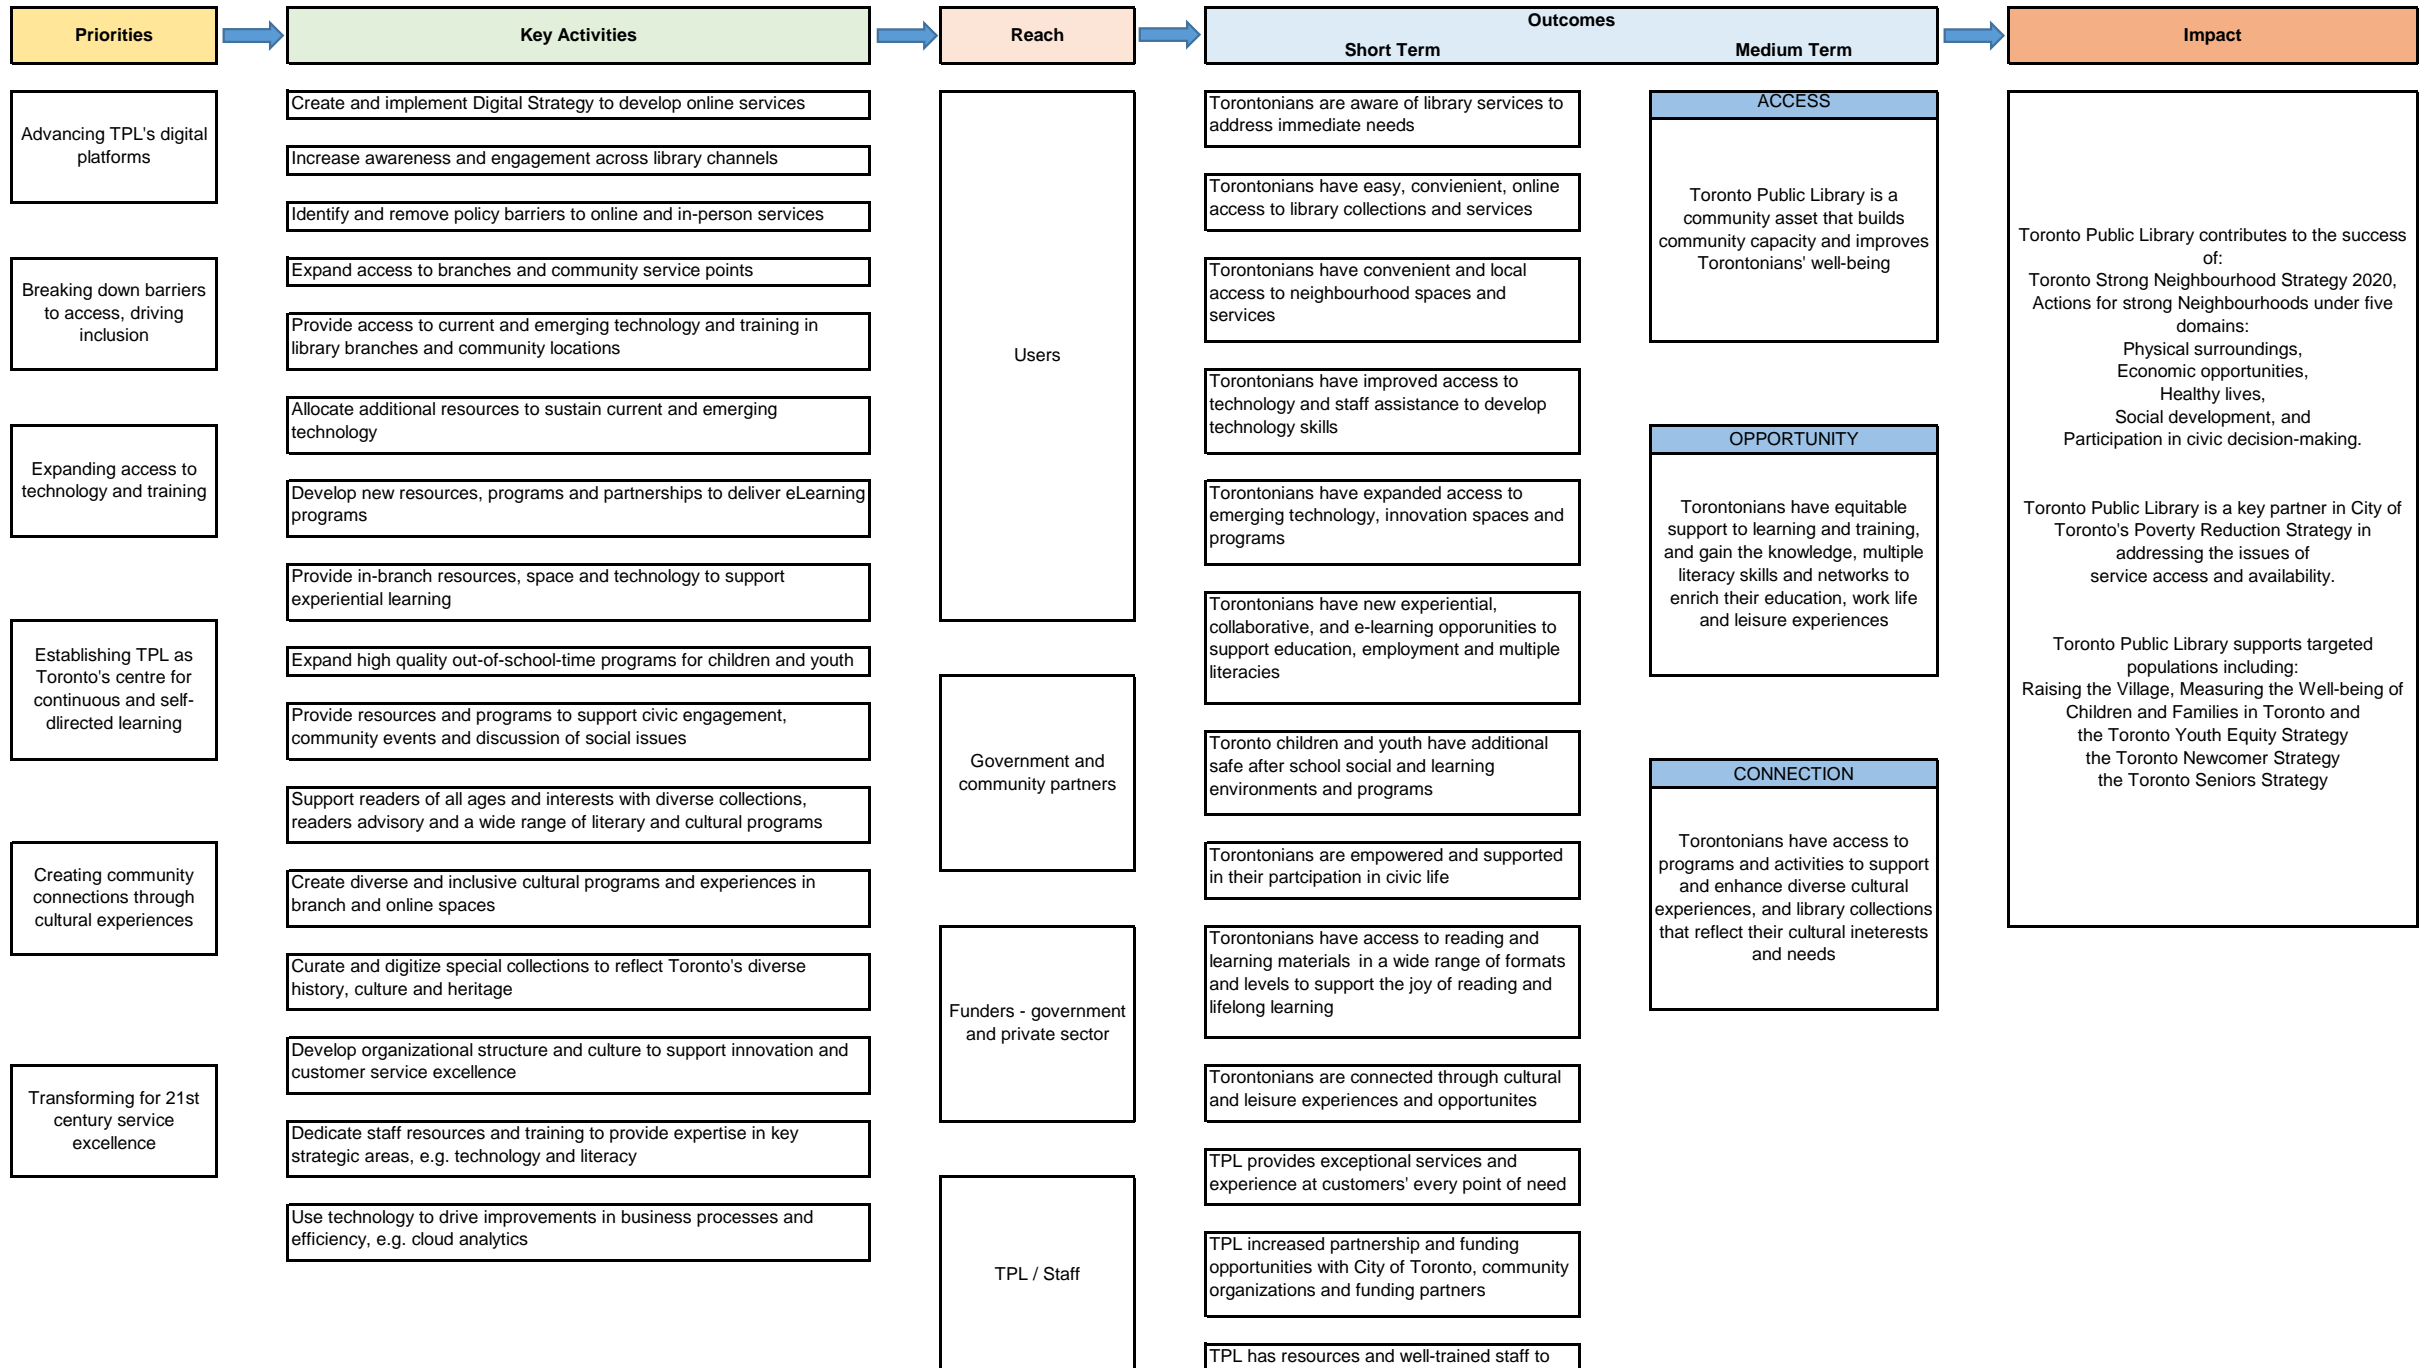 Priorities
Key Activities
Reach
Outcomes
Short Term
Medium Term
Impact
Advancing TPL's digital
platforms
Breaking down barriers
to access, driving
inclusion
Expanding access to
technology and training
Establishing TPL as
Toronto's centre for
continuous and self-
dlirected learning
Creating community
connections through
cultural experiences
Transforming for 21st
century service
excellence
Create and implement Digital Strategy to develop online services
Increase awareness and engagement across library channels
Identify and remove policy barriers to online and in-person services
Expand access to branches and community service points
Provide access to current and emerging technology and training in
library branches and community locations
Allocate additional resources to sustain current and emerging
technology
Develop new resources, programs and partnerships to deliver eLearning
programs
Provide in-branch resources, space and technology to support
experiential learning
Expand high quality out-of-school-time programs for children and youth
Provide resources and programs to support civic engagement,
community events and discussion of social issues
Support readers of all ages and interests with diverse collections,
readers advisory and a wide range of literary and cultural programs
Create diverse and inclusive cultural programs and experiences in
branch and online spaces
Curate and digitize special collections to reflect Toronto's diverse
history, culture and heritage
Develop organizational structure and culture to support innovation and
customer service excellence
Dedicate staff resources and training to provide expertise in key
strategic areas, e.g. technology and literacy
Use technology to drive improvements in business processes and
efficiency, e.g. cloud analytics
Users
Government and
community partners
Funders - government
and private sector
TPL / Staff
Torontonians are aware of library services to
address immediate needs
Torontonians have easy, convienient, online
access to library collections and services
Torontonians have convenient and local
access to neighbourhood spaces and
services
Torontonians have improved access to
technology and staff assistance to develop
technology skills
Torontonians have expanded access to
emerging technology, innovation spaces and
programs
Torontonians have new experiential,
collaborative, and e-learning opporunities to
support education, employment and multiple
literacies
Toronto children and youth have additional
safe after school social and learning
environments and programs
Torontonians are empowered and supported
in their partcipation in civic life
Torontonians have access to reading and
learning materials  in a wide range of formats
and levels to support the joy of reading and
lifelong learning
Torontonians are connected through cultural
and leisure experiences and opportunites
TPL provides exceptional services and
experience at customers' every point of need
TPL increased partnership and funding
opportunities with City of Toronto, community
organizations and funding partners
TPL has resources and well-trained staff to
ACCESS
Toronto Public Library is a
community asset that builds
community capacity and improves
Torontonians' well-being
OPPORTUNITY
Torontonians have equitable
support to learning and training,
and gain the knowledge, multiple
literacy skills and networks to
enrich their education, work life
and leisure experiences
CONNECTION
Torontonians have access to
programs and activities to support
and enhance diverse cultural
experiences, and library collections
that reflect their cultural ineterests
and needs
Toronto Public Library contributes to the success
of:
Toronto Strong Neighbourhood Strategy 2020,
Actions for strong Neighbourhoods under five
domains:
Physical surroundings,
Economic opportunities,
Healthy lives,
Social development, and
Participation in civic decision-making.
Toronto Public Library is a key partner in City of
Toronto's Poverty Reduction Strategy in
addressing the issues of
service access and availability.
Toronto Public Library supports targeted
populations including:
Raising the Village, Measuring the Well-being of
Children and Families in Toronto and
the Toronto Youth Equity Strategy
the Toronto Newcomer Strategy
the Toronto Seniors Strategy